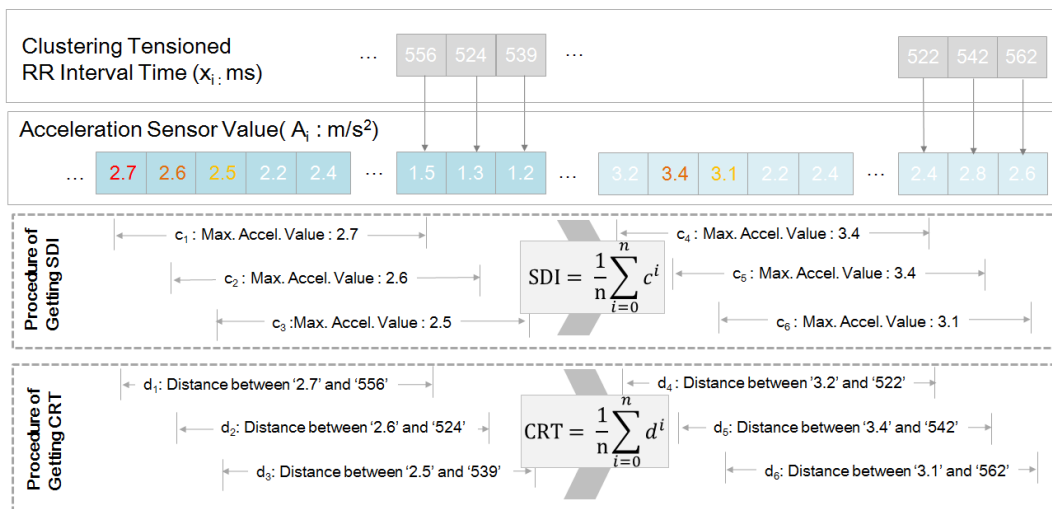 Clustering Tensioned
RR Interval Time (xᵢ : ms)
... 556 524 539 ... 522 542 562
Acceleration Sensor Value( Aᵢ : m/s²)
... 2.7 2.6 2.5 2.2 2.4 ... 1.5 1.3 1.2 ... 3.2 3.4 3.1 2.2 2.4 ... 2.4 2.8 2.6
Procedure of
Getting SDI
c₁ : Max. Accel. Value : 2.7
c₂ : Max. Accel. Value : 2.6
c₃ :Max. Accel. Value : 2.5
SDI = 1/n ∑ⁿᵢ₌₀ cⁱ
c₄ : Max. Accel. Value : 3.4
c₅ : Max. Accel. Value : 3.4
c₆ : Max. Accel. Value : 3.1
Procedure of
Getting CRT
d₁: Distance between '2.7' and '556'
d₂: Distance between '2.6' and '524'
d₃: Distance between '2.5' and '539'
CRT = 1/n ∑ⁿᵢ₌₀ dⁱ
d₄: Distance between '3.2' and '522'
d₅: Distance between '3.4' and '542'
d₆: Distance between '3.1' and '562'